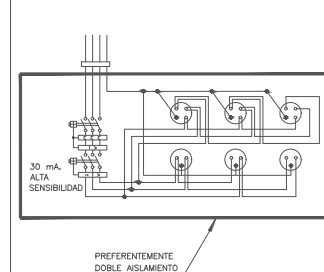 30 mA.
ALTA
SENSIBILIDAD
PREFERENTEMENTE
DOBLE AISLAMIENTO